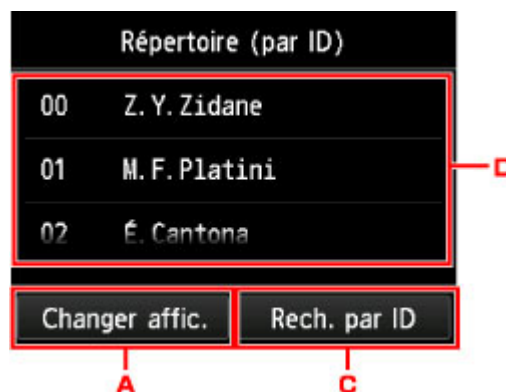 Répertoire (par ID)
00 Z.Y.Zidane
01 M.F.Platini
D
02 É.Cantona
Changer affic. Rech. par ID
A C